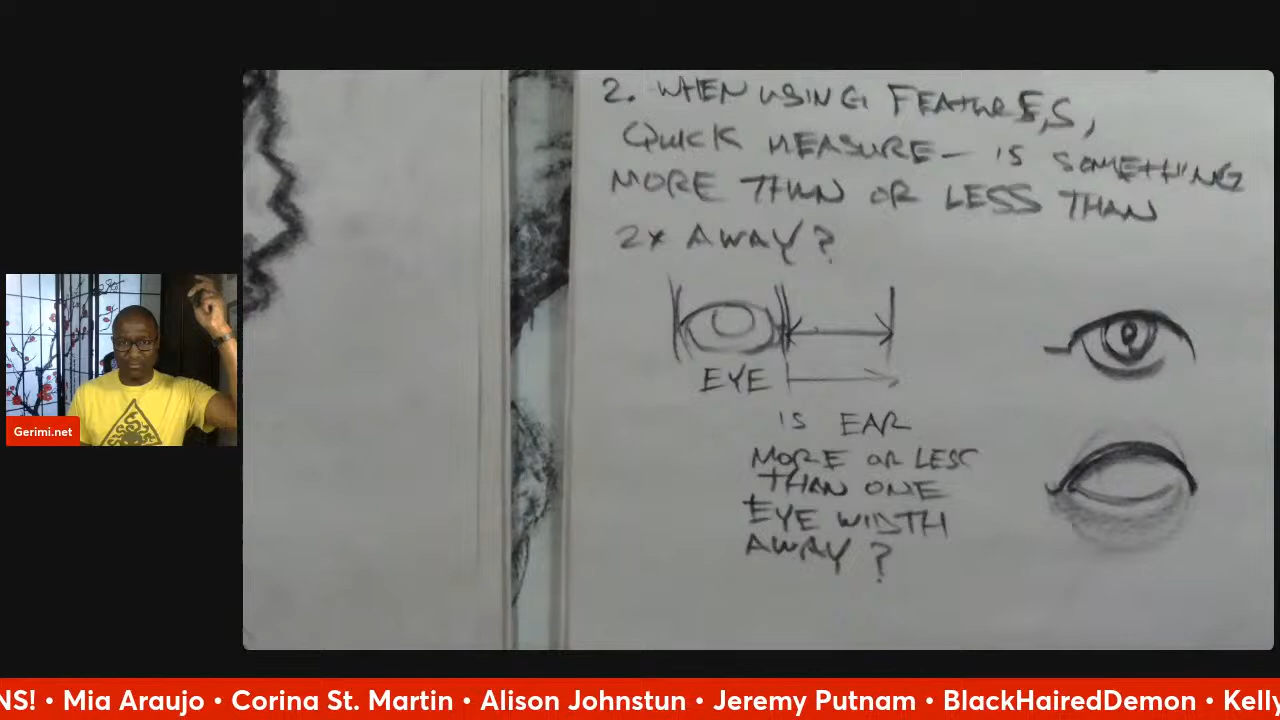 2. WHEN USING FEATURES,
QUICK MEASURE- IS SOMETHING
MORE THAN OR LESS THAN
2X AWAY?
EYE
IS EAR
MORE OR LESS
THAN ONE
EYE WIDTH
AWAY?
Gerimi.net
NS! • Mia Araujo • Corina St. Martin • Alison Johnstun • Jeremy Putnam • BlackHairedDemon • Kelly